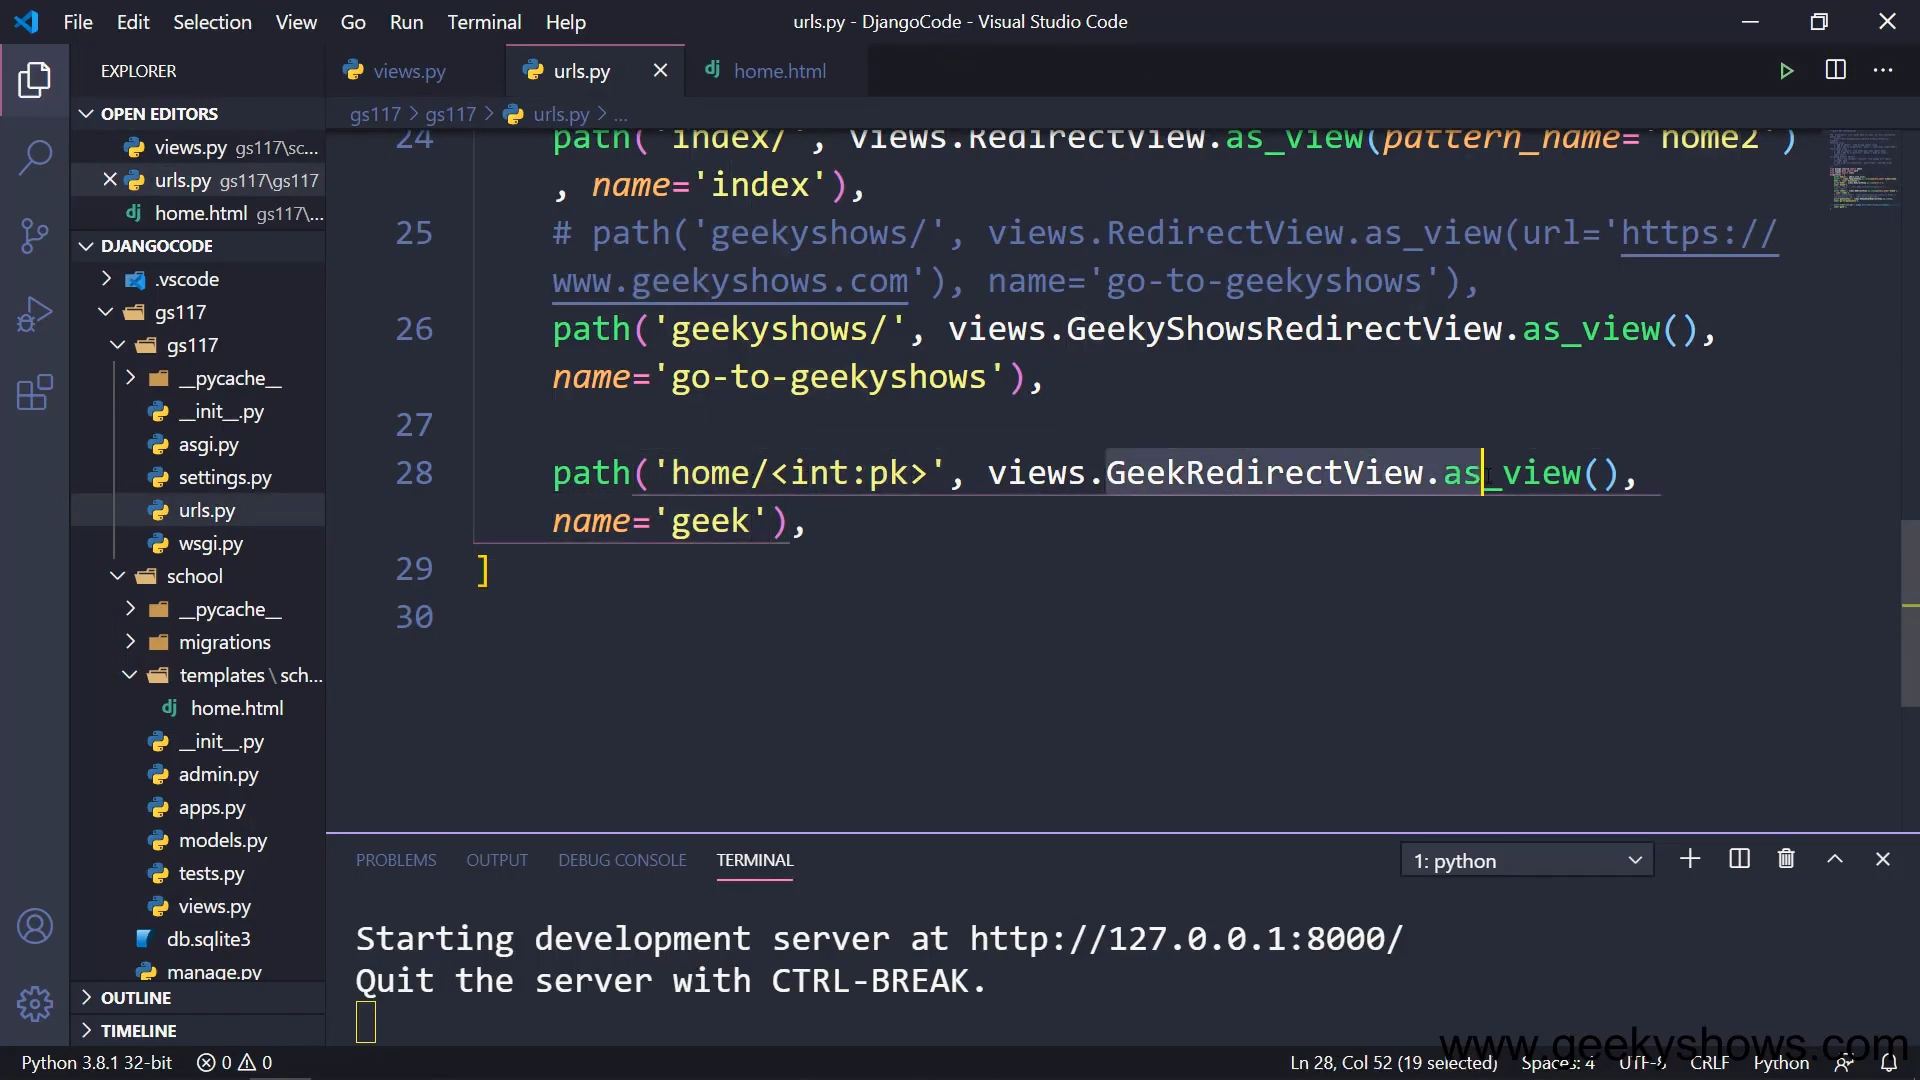 File Edit Selection View Go Run Terminal Help
urls.py - DjangoCode - Visual Studio Code
EXPLORER
OPEN EDITORS
views.py gs117\sc...
urls.py gs117\gs117
home.html gs117\...
DJANGOCODE
.vscode
gs117
gs117
__pycache__
__init__.py
asgi.py
settings.py
urls.py
wsgi.py
school
__pycache__
migrations
templates \ sch...
home.html
__init__.py
admin.py
apps.py
models.py
tests.py
views.py
db.sqlite3
manage.py
OUTLINE
TIMELINE
views.py urls.py home.html
gs117 > gs117 > urls.py > ...
24 path('index/', views.RedirectView.as_view(pattern_name='home2')
, name='index'),
25 # path('geekyshows/', views.RedirectView.as_view(url='https://
www.geekyshows.com'), name='go-to-geekyshows'),
26 path('geekyshows/', views.GeekyShowsRedirectView.as_view(),
name='go-to-geekyshows'),
27
28 path('home/<int:pk>', views.GeekRedirectView.as_view(),
name='geek'),
29 ]
30
PROBLEMS OUTPUT DEBUG CONSOLE TERMINAL 1: python
Starting development server at http://127.0.0.1:8000/
Quit the server with CTRL-BREAK.
www.geekyshows.com
Python 3.8.1 32-bit 0 0 Ln 28, Col 52 (19 selected) Spaces: 4 UTF-8 CRLF Python